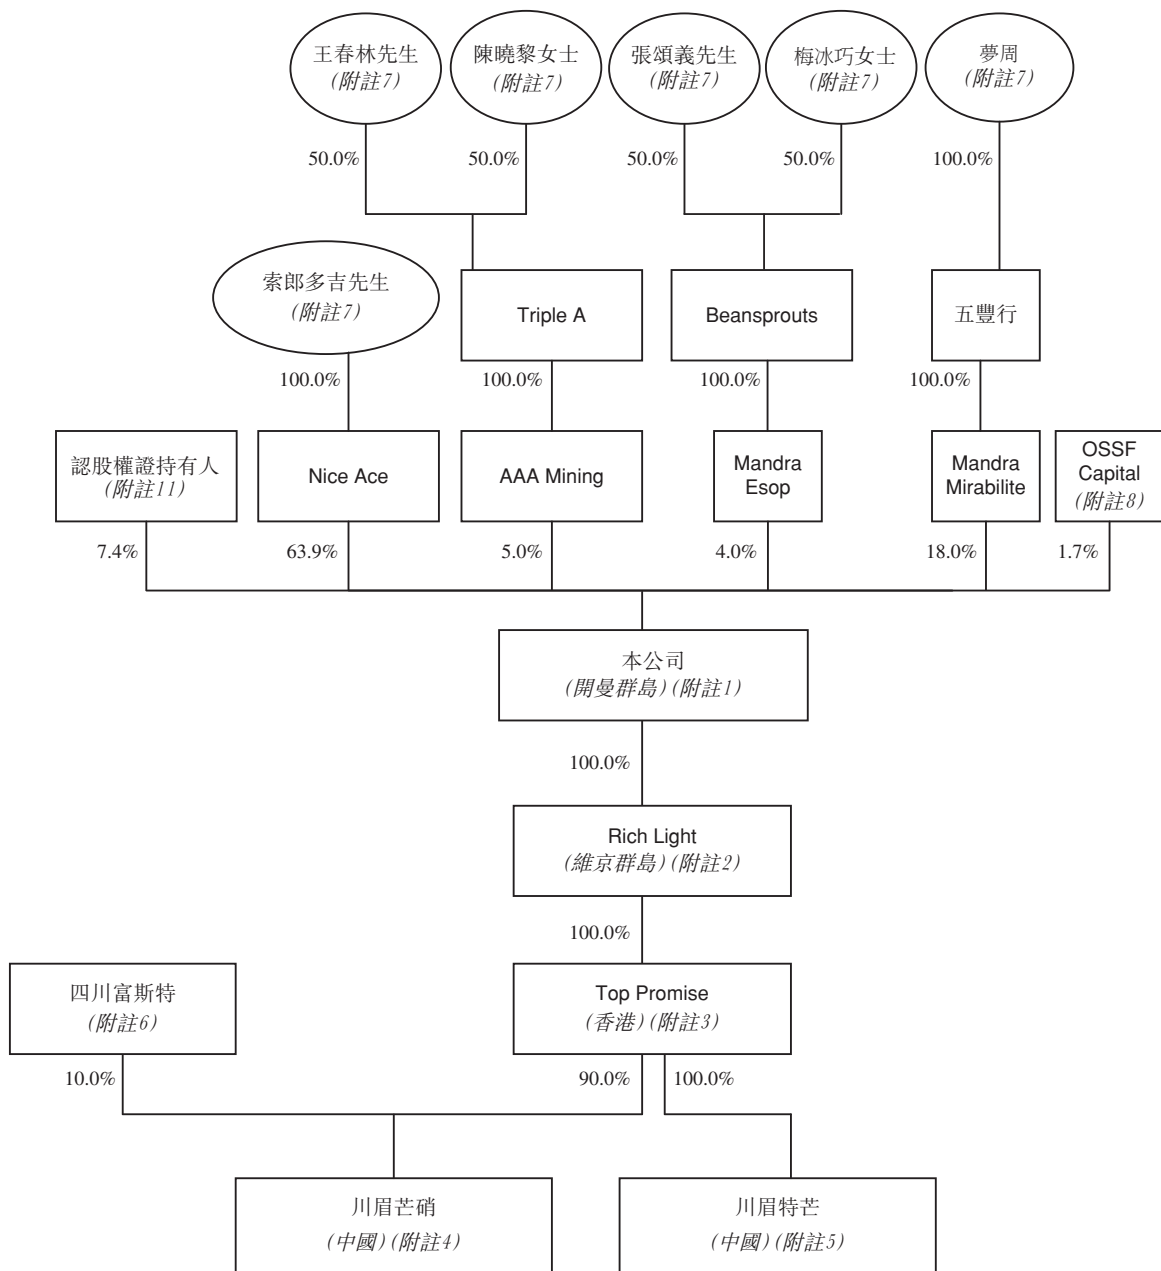 王春林先生
(附註7)
陳曉黎女士
(附註7)
張頌義先生
(附註7)
梅冰巧女士
(附註7)
夢周
(附註7)
50.0%
50.0%
50.0%
50.0%
100.0%
索郎多吉先生
(附註7)
Triple A
Beansprouts
五豐行
100.0%
100.0%
100.0%
100.0%
認股權證持有人
(附註11)
Nice Ace
AAA Mining
Mandra
Esop
Mandra
Mirabilite
OSSF
Capital
(附註8)
7.4%
63.9%
5.0%
4.0%
18.0%
1.7%
本公司
(開曼群島)(附註1)
100.0%
Rich Light
(維京群島)(附註2)
100.0%
四川富斯特
(附註6)
Top Promise
(香港)(附註3)
10.0%
90.0%
100.0%
川眉芒硝
(中國)(附註4)
川眉特芒
(中國)(附註5)